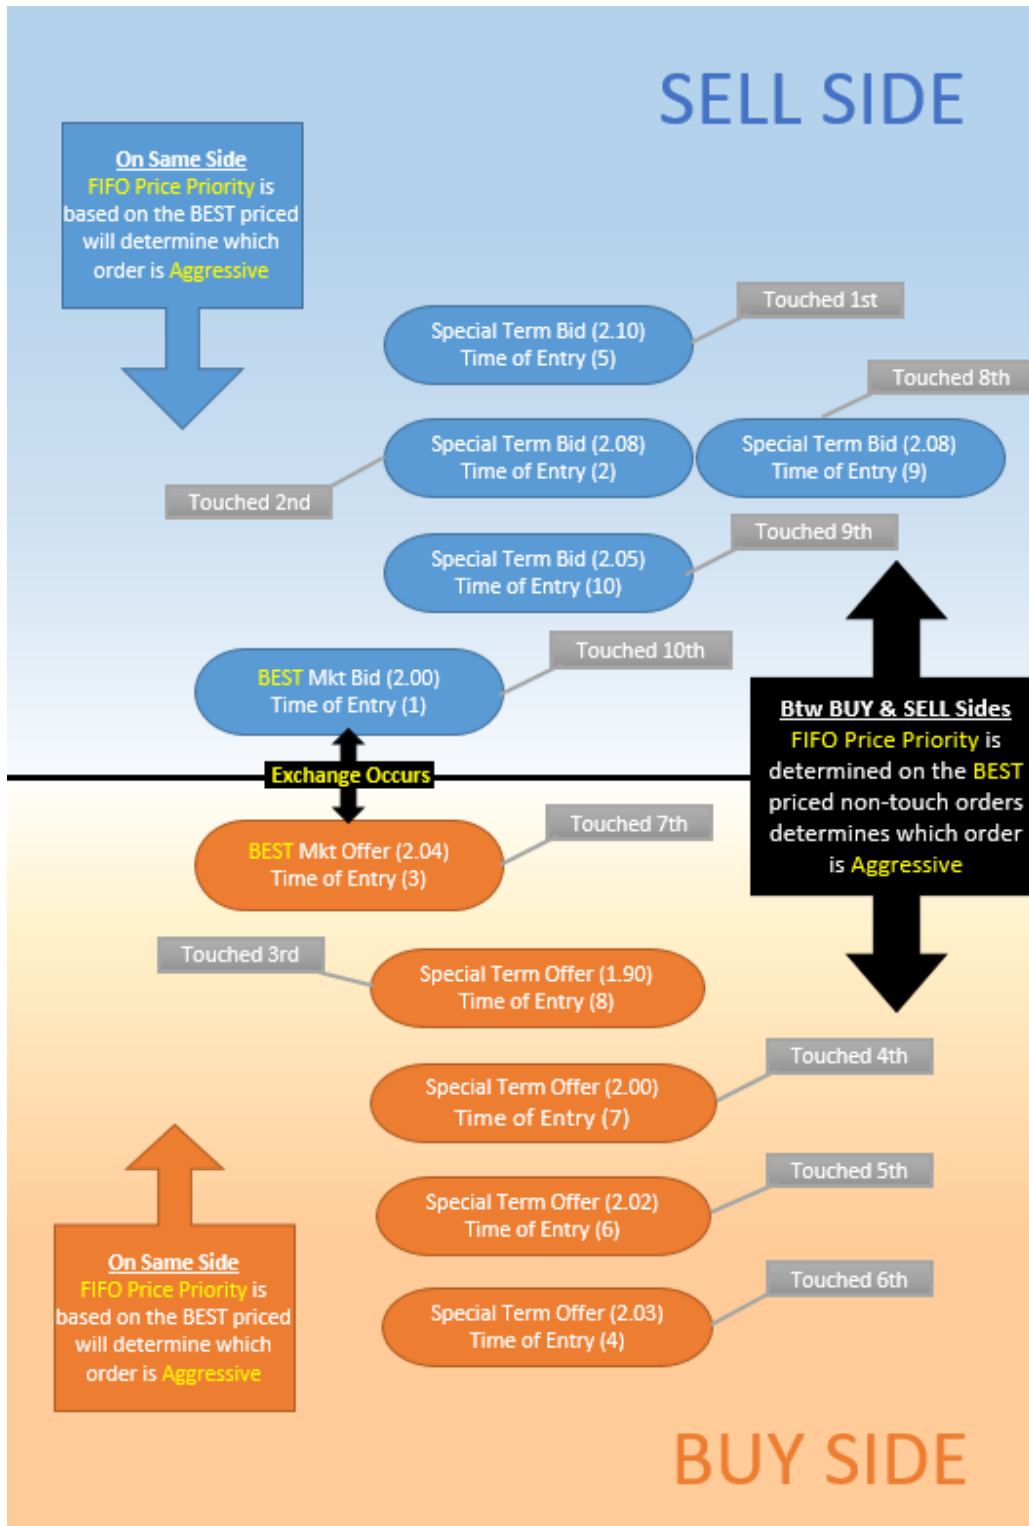 SELL SIDE
On Same Side
FIFO Price Priority is
based on the BEST priced
will determine which
order is Aggressive
Touched 1st
Special Term Bid (2.10)
Time of Entry (5)
Touched 8th
Special Term Bid (2.08)
Time of Entry (2)
Special Term Bid (2.08)
Time of Entry (9)
Touched 2nd
Touched 9th
Special Term Bid (2.05)
Time of Entry (10)
Touched 10th
BEST Mkt Bid (2.00)
Time of Entry (1)
Btw BUY & SELL Sides
FIFO Price Priority is
determined on the BEST
priced non-touch orders
determines which order
is Aggressive
Exchange Occurs
Touched 7th
BEST Mkt Offer (2.04)
Time of Entry (3)
Touched 3rd
Special Term Offer (1.90)
Time of Entry (8)
Touched 4th
Special Term Offer (2.00)
Time of Entry (7)
Touched 5th
Special Term Offer (2.02)
Time of Entry (6)
On Same Side
FIFO Price Priority is
based on the BEST priced
will determine which
order is Aggressive
Touched 6th
Special Term Offer (2.03)
Time of Entry (4)
BUY SIDE